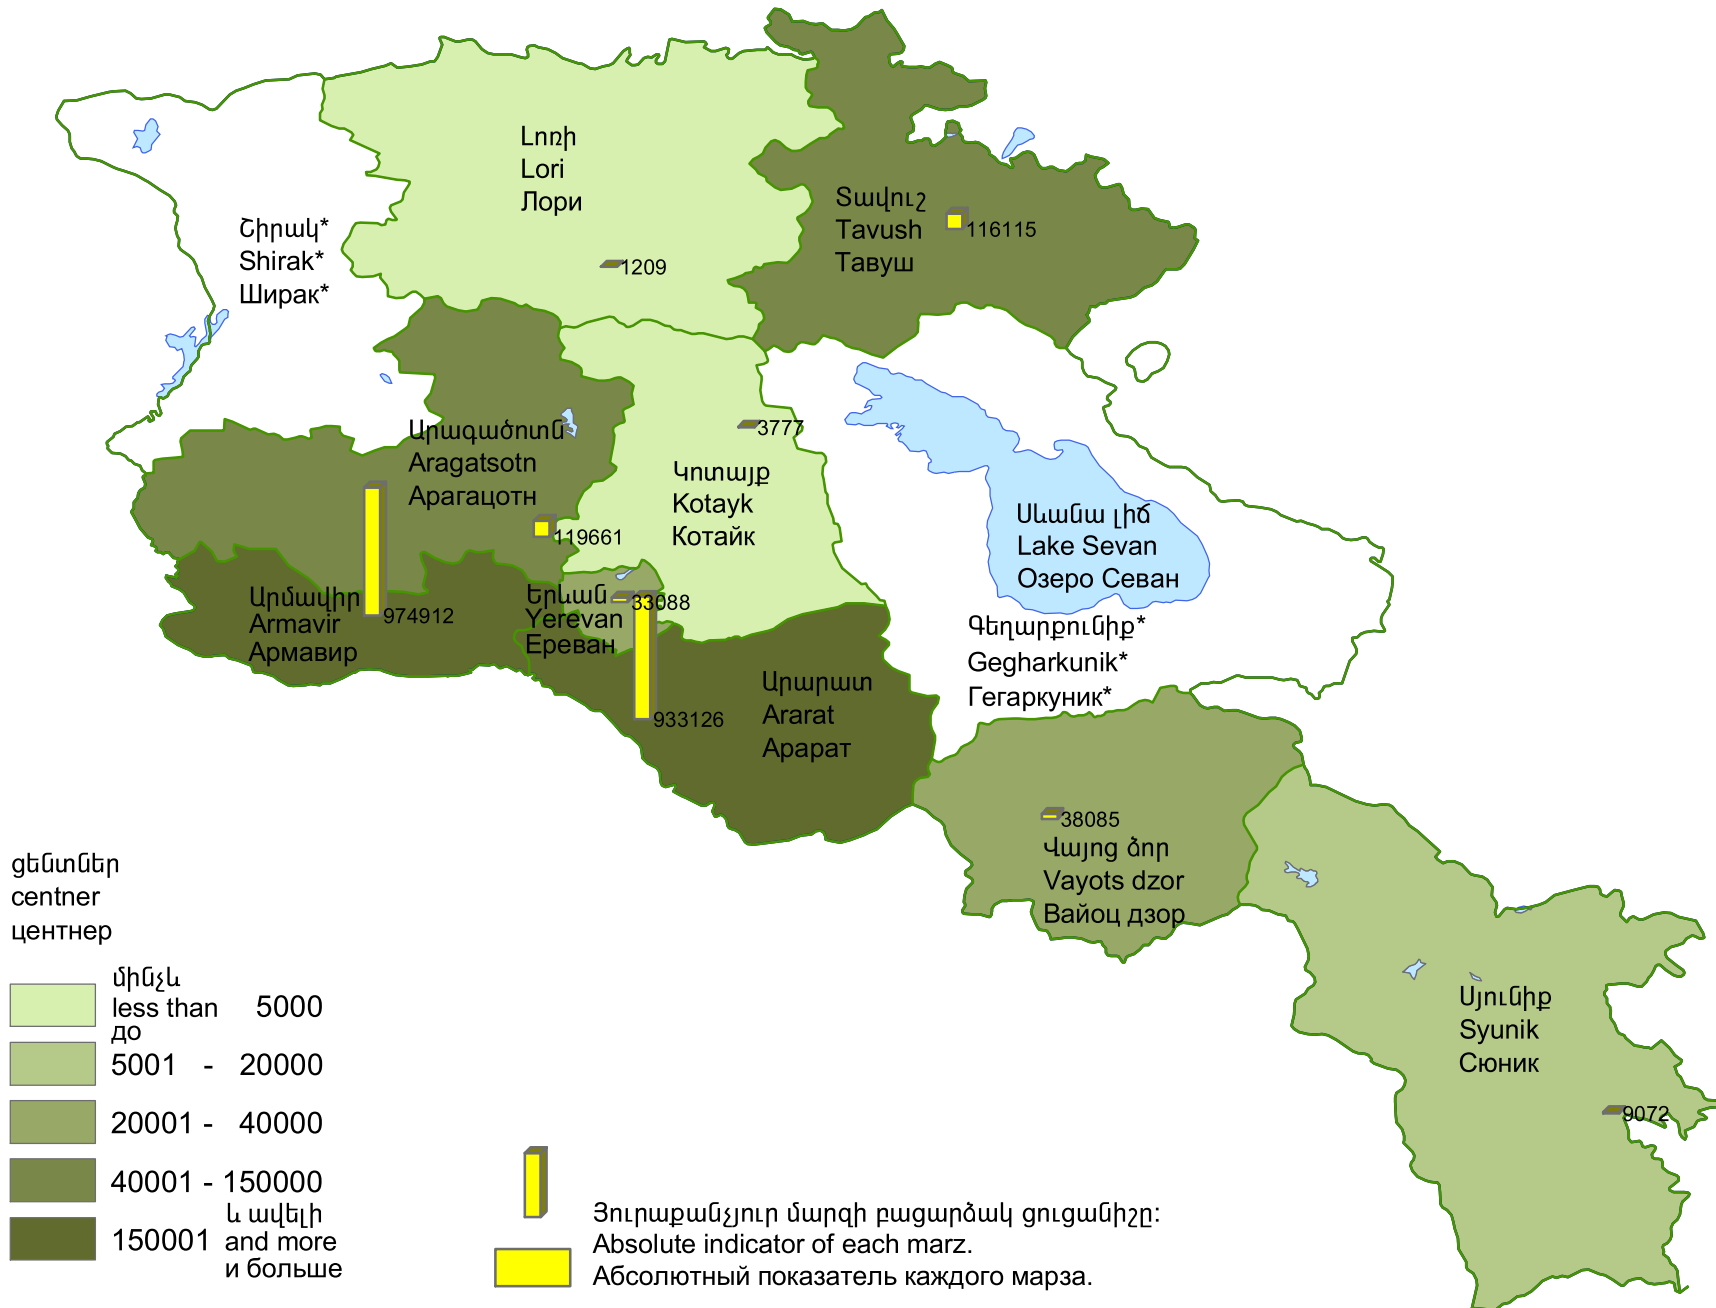 Լոռի
Lori
Лори
1209
Տավուշ
Tavush
Тавуш
116115
Շիրակ*
Shirak*
Ширак*
Արագածոտն
Aragatsotn
Арагацотн
119661
3777
Կոտայք
Kotayk
Котайк
Սևանա լիճ
Lake Sevan
Озеро Севан
Արմավիր
Armavir
Армавир
974912
Երևան
Yerevan
Ереван
33088
Գեղարքունիք*
Gegharkunik*
Гегаркуник*
Արարատ
Ararat
Арарат
933126
38085
Վայոց ձոր
Vayots dzor
Вайоц дзор
Սյունիք
Syunik
Сюник
9072
ցենտներ
centner
центнер
մինչև
less than 5000
до
5001 - 20000
20001 - 40000
40001 - 150000
150001 և ավելի
and more
и больше
Յուրաքանչյուր մարզի բացարձակ ցուցանիշը:
Absolute indicator of each marz.
Абсолютный показатель каждого марза.